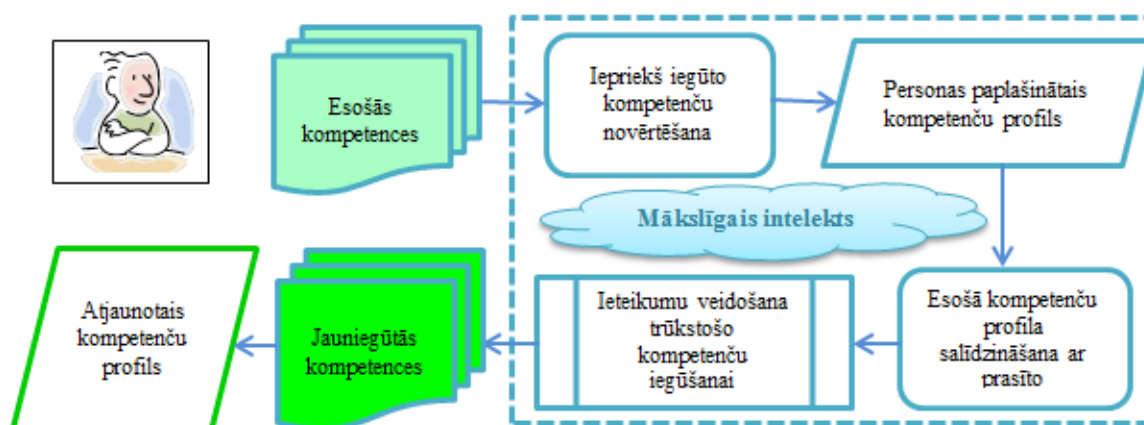 Esošās
kompetences
Iepriekš iegūto
kompetenču
novērtēšana
Personas paplašinātais
kompetenču profils
Mākslīgais intelekts
Atjaunotais
kompetenču
profils
Jauniegūtās
kompetences
Ieteikumu veidošana
trūkstošo
kompetenču
iegūšanai
Esošā kompetenču
profila
salīdzināšana ar
prasīto